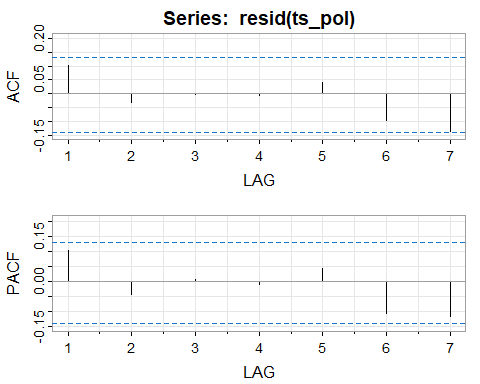 Series: resid(ts_pol)
ACF
0.20
0.05
-0.15
1 2 3 4 5 6 7
LAG
PACF
0.15
0.00
-0.15
1 2 3 4 5 6 7
LAG